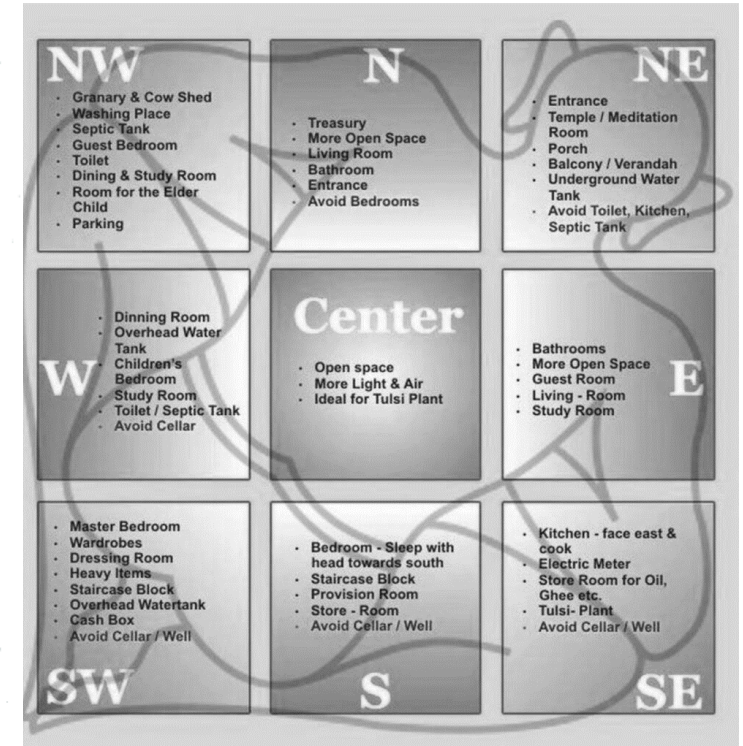 NW
· Granary & Cow Shed
· Washing Place
· Septic Tank
· Guest Bedroom
· Toilet
· Dining & Study Room
· Room for the Elder
Child
· Parking
N
· Treasury
· More Open Space
· Living Room
· Bathroom
· Entrance
· Avoid Bedrooms
NE
· Entrance
· Temple / Meditation
Room
· Porch
· Balcony / Verandah
· Underground Water
Tank
· Avoid Toilet, Kitchen,
Septic Tank
W
· Dinning Room
· Overhead Water
Tank
· Children's
Bedroom
· Study Room
· Toilet / Septic Tank
· Avoid Cellar
Center
· Open space
· More Light & Air
· Ideal for Tulsi Plant
E
· Bathrooms
· More Open Space
· Guest Room
· Living - Room
· Study Room
· Master Bedroom
· Wardrobes
· Dressing Room
· Heavy Items
· Staircase Block
· Overhead Watertank
· Cash Box
· Avoid Cellar / Well
SW
· Bedroom - Sleep with
head towards south
· Staircase Block
· Provision Room
· Store - Room
· Avoid Cellar / Well
S
· Kitchen - face east &
cook
· Electric Meter
· Store Room for Oil,
Ghee etc.
· Tulsi- Plant
· Avoid Cellar / Well
SE